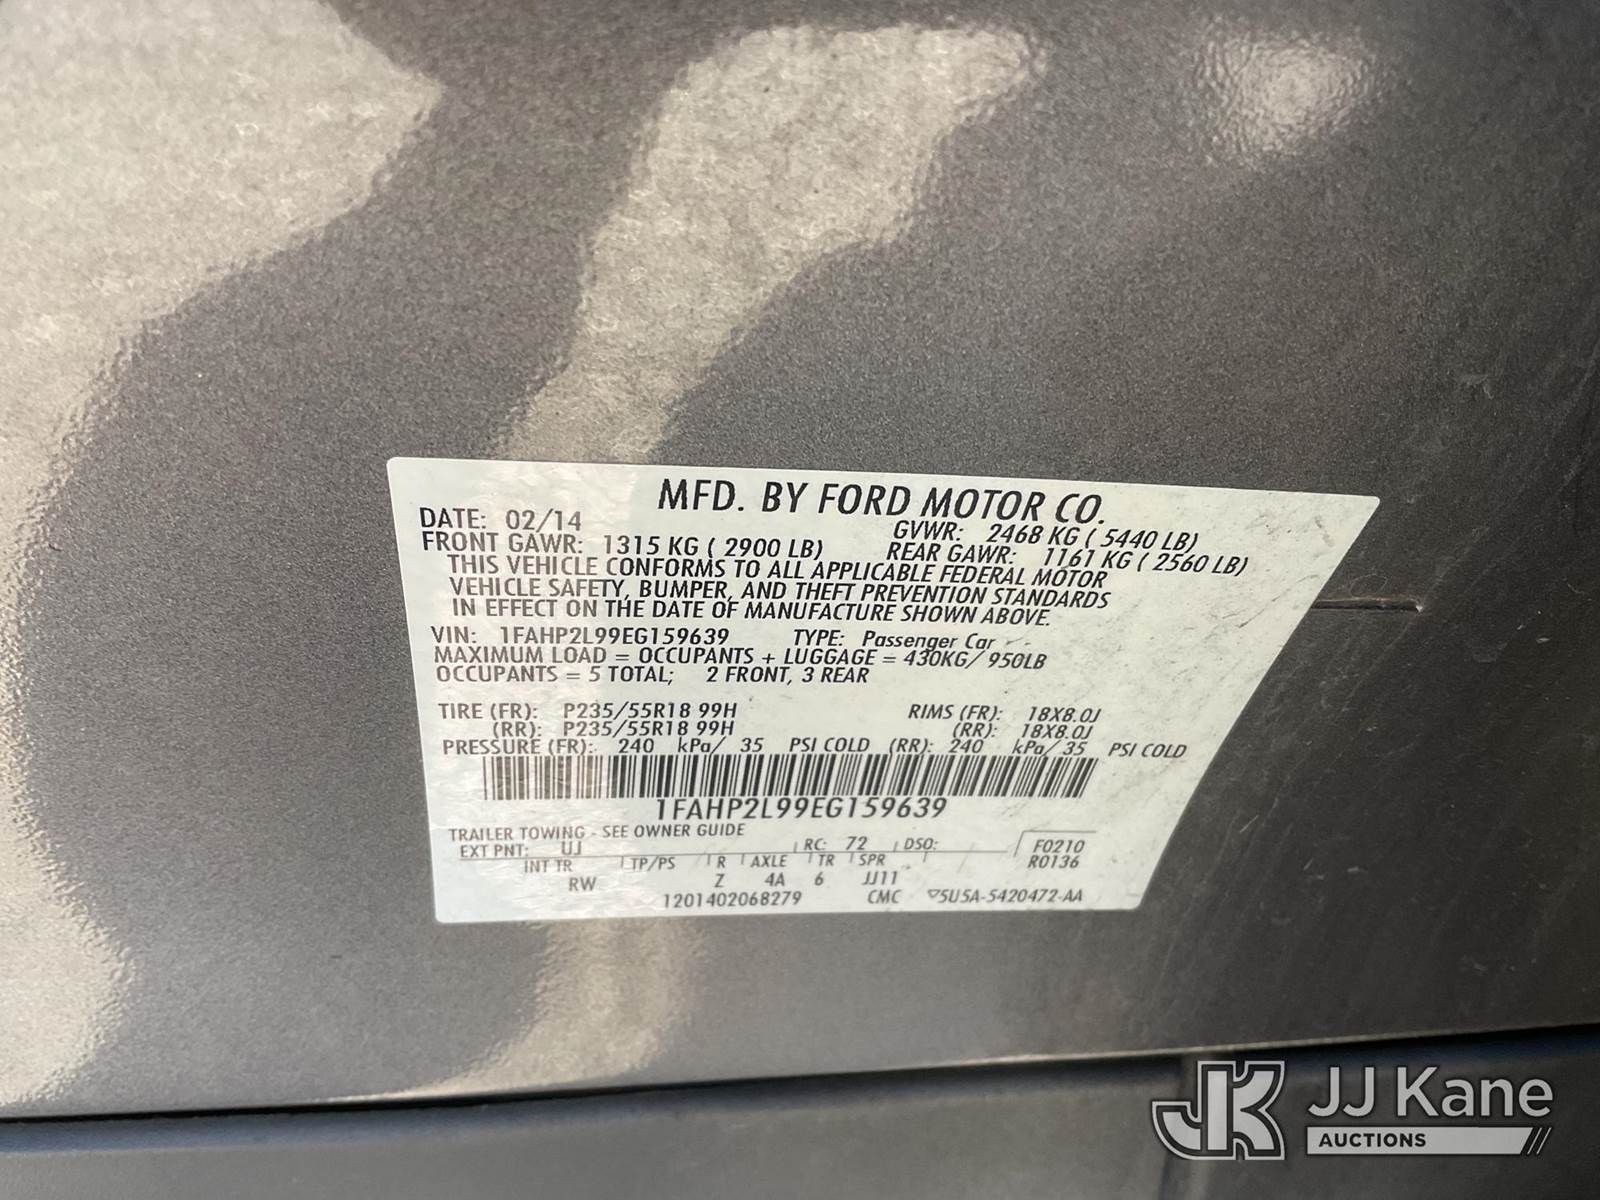 MFD. BY FORD MOTOR CO.
DATE: 02/14 GVWR: 2468 KG ( 5440 LB)
FRONT GAWR: 1315 KG ( 2900 LB) REAR GAWR: 1161 KG ( 2560 LB)
THIS VEHICLE CONFORMS TO ALL APPLICABLE FEDERAL MOTOR
VEHICLE SAFETY, BUMPER, AND THEFT PREVENTION STANDARDS
IN EFFECT ON THE DATE OF MANUFACTURE SHOWN ABOVE.
VIN: 1FAHP2L99EG159639 TYPE: Passenger Car
MAXIMUM LOAD = OCCUPANTS + LUGGAGE = 430KG/ 950LB
OCCUPANTS = 5 TOTAL; 2 FRONT, 3 REAR
TIRE (FR): P235/55R18 99H RIMS (FR): 18X8.0J
(RR): P235/55R18 99H (RR): 18X8.0J
PRESSURE (FR): 240 kPa/ 35 PSI COLD (RR): 240 kPa/ 35 PSI COLD
1FAHP2L99EG159639
TRAILER TOWING - SEE OWNER GUIDE
EXT PNT: UJ RC: 72 DSO: F0210
INT TR TP/PS R AXLE TR SPR R0136
RW Z 4A 6 JJ11
1201402068279 CMC ▽5U5A-5420472-AA
JJ Kane
AUCTIONS